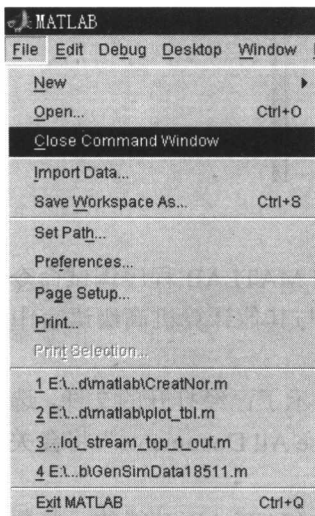 MATLAB
File Edit Debug Desktop Window
New
Open... Ctrl+O
Close Command Window
Import Data...
Save Workspace As... Ctrl+S
Set Path...
Preferences...
Page Setup...
Print...
Print Selection...
1 E:\...d\matlab\CreatNor.m
2 E:\...d\matlab\plot_tbl.m
3 ...lot_stream_top_t_out.m
4 E:\...b\GenSimData18511.m
Exit MATLAB Ctrl+Q